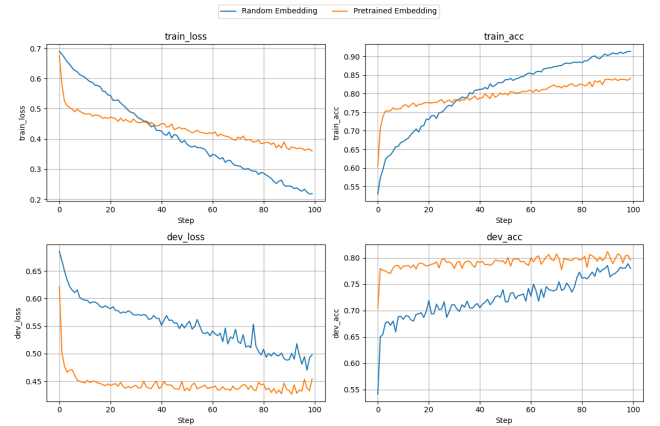 Random Embedding Pretrained Embedding
train_loss
train_loss
0.7
0.6
0.5
0.4
0.3
0.2
0 20 40 60 80 100
Step
train_acc
train_acc
0.90
0.85
0.80
0.75
0.70
0.65
0.60
0.55
0 20 40 60 80 100
Step
dev_loss
dev_loss
0.65
0.60
0.55
0.50
0.45
0 20 40 60 80 100
Step
dev_acc
dev_acc
0.80
0.75
0.70
0.65
0.60
0.55
0 20 40 60 80 100
Step